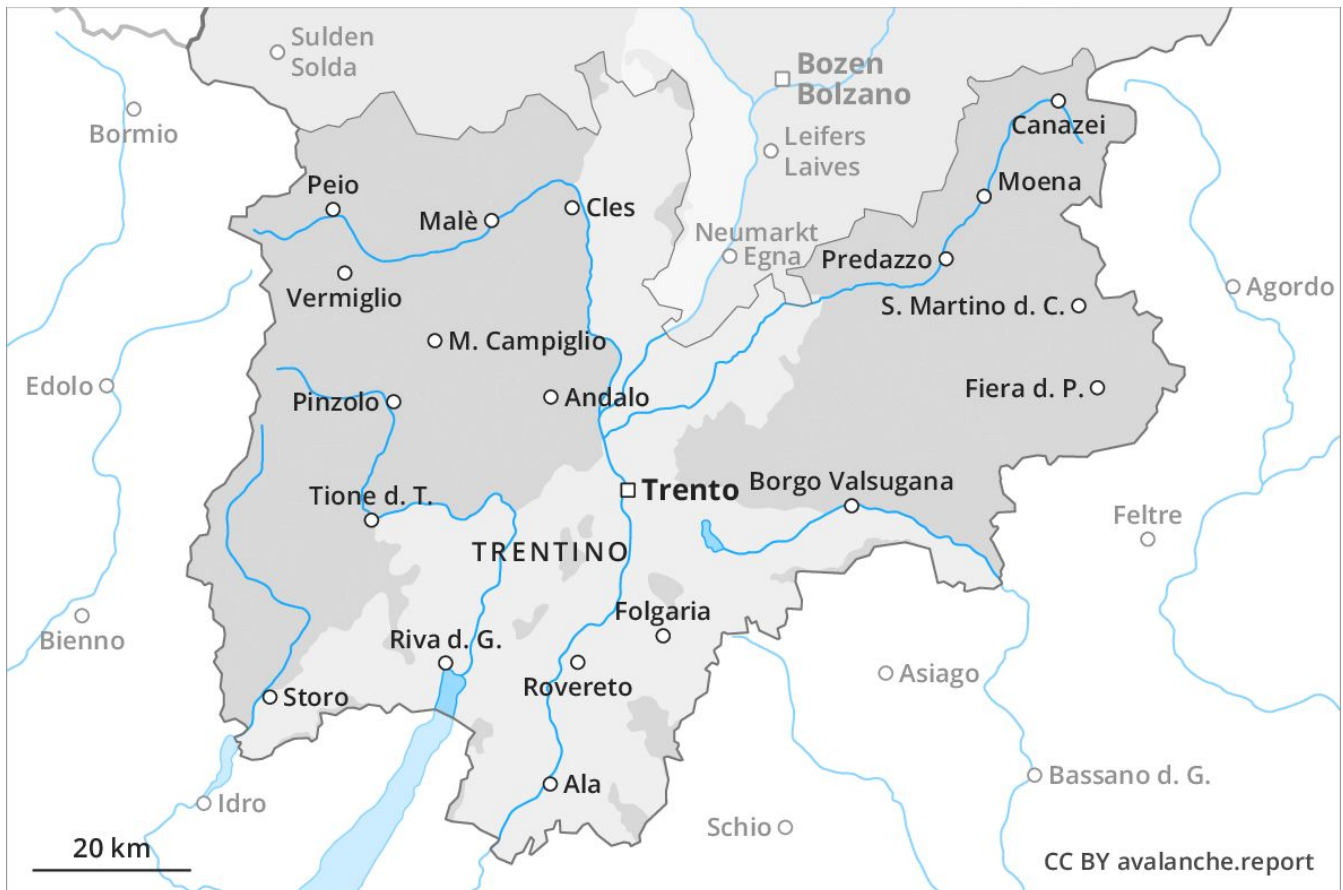 Sulden
Solda
Bozen
Bolzano
Bormio
Canazei
Leifers
Laives
Peio
Moena
Malè
Cles
Neumarkt
Egna
Predazzo
Vermiglio
Agordo
S. Martino d. C.
M. Campiglio
Edolo
Pinzolo
Andalo
Fiera d. P.
Trento
Borgo Valsugana
Tione d. T.
Feltre
TRENTINO
Folgaria
Bienno
Riva d. G.
Asiago
Rovereto
Storo
Bassano d. G.
Ala
Idro
Schio
20 km
CC BY avalanche.report